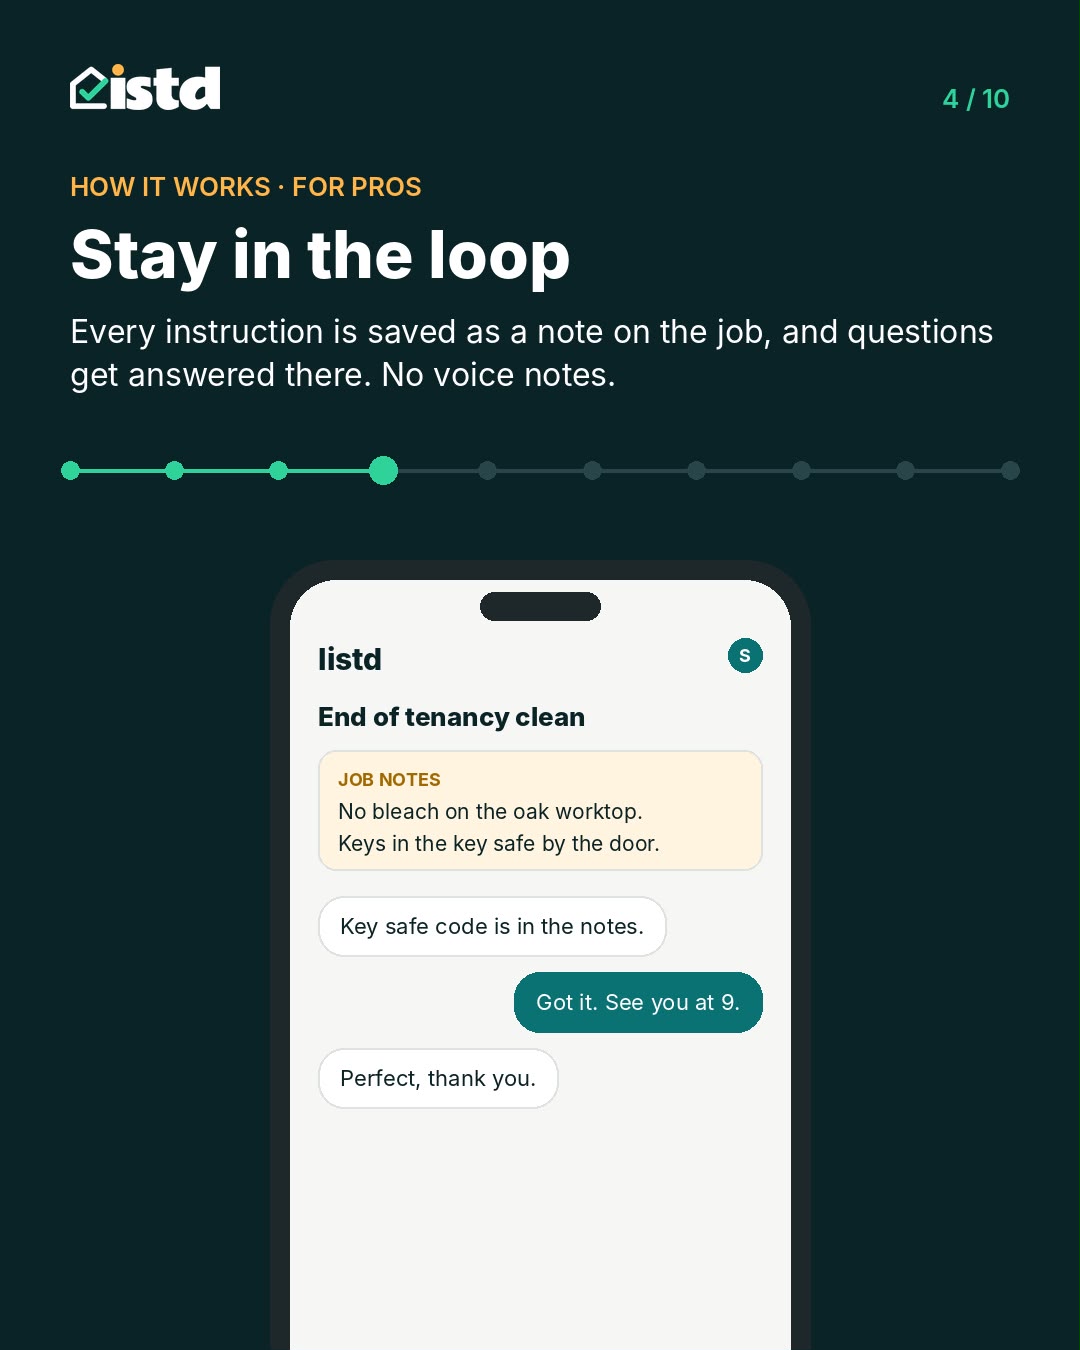 listd
4 / 10
HOW IT WORKS · FOR PROS
Stay in the loop
Every instruction is saved as a note on the job, and questions
get answered there. No voice notes.
listd
S
End of tenancy clean
JOB NOTES
No bleach on the oak worktop.
Keys in the key safe by the door.
Key safe code is in the notes.
Got it. See you at 9.
Perfect, thank you.